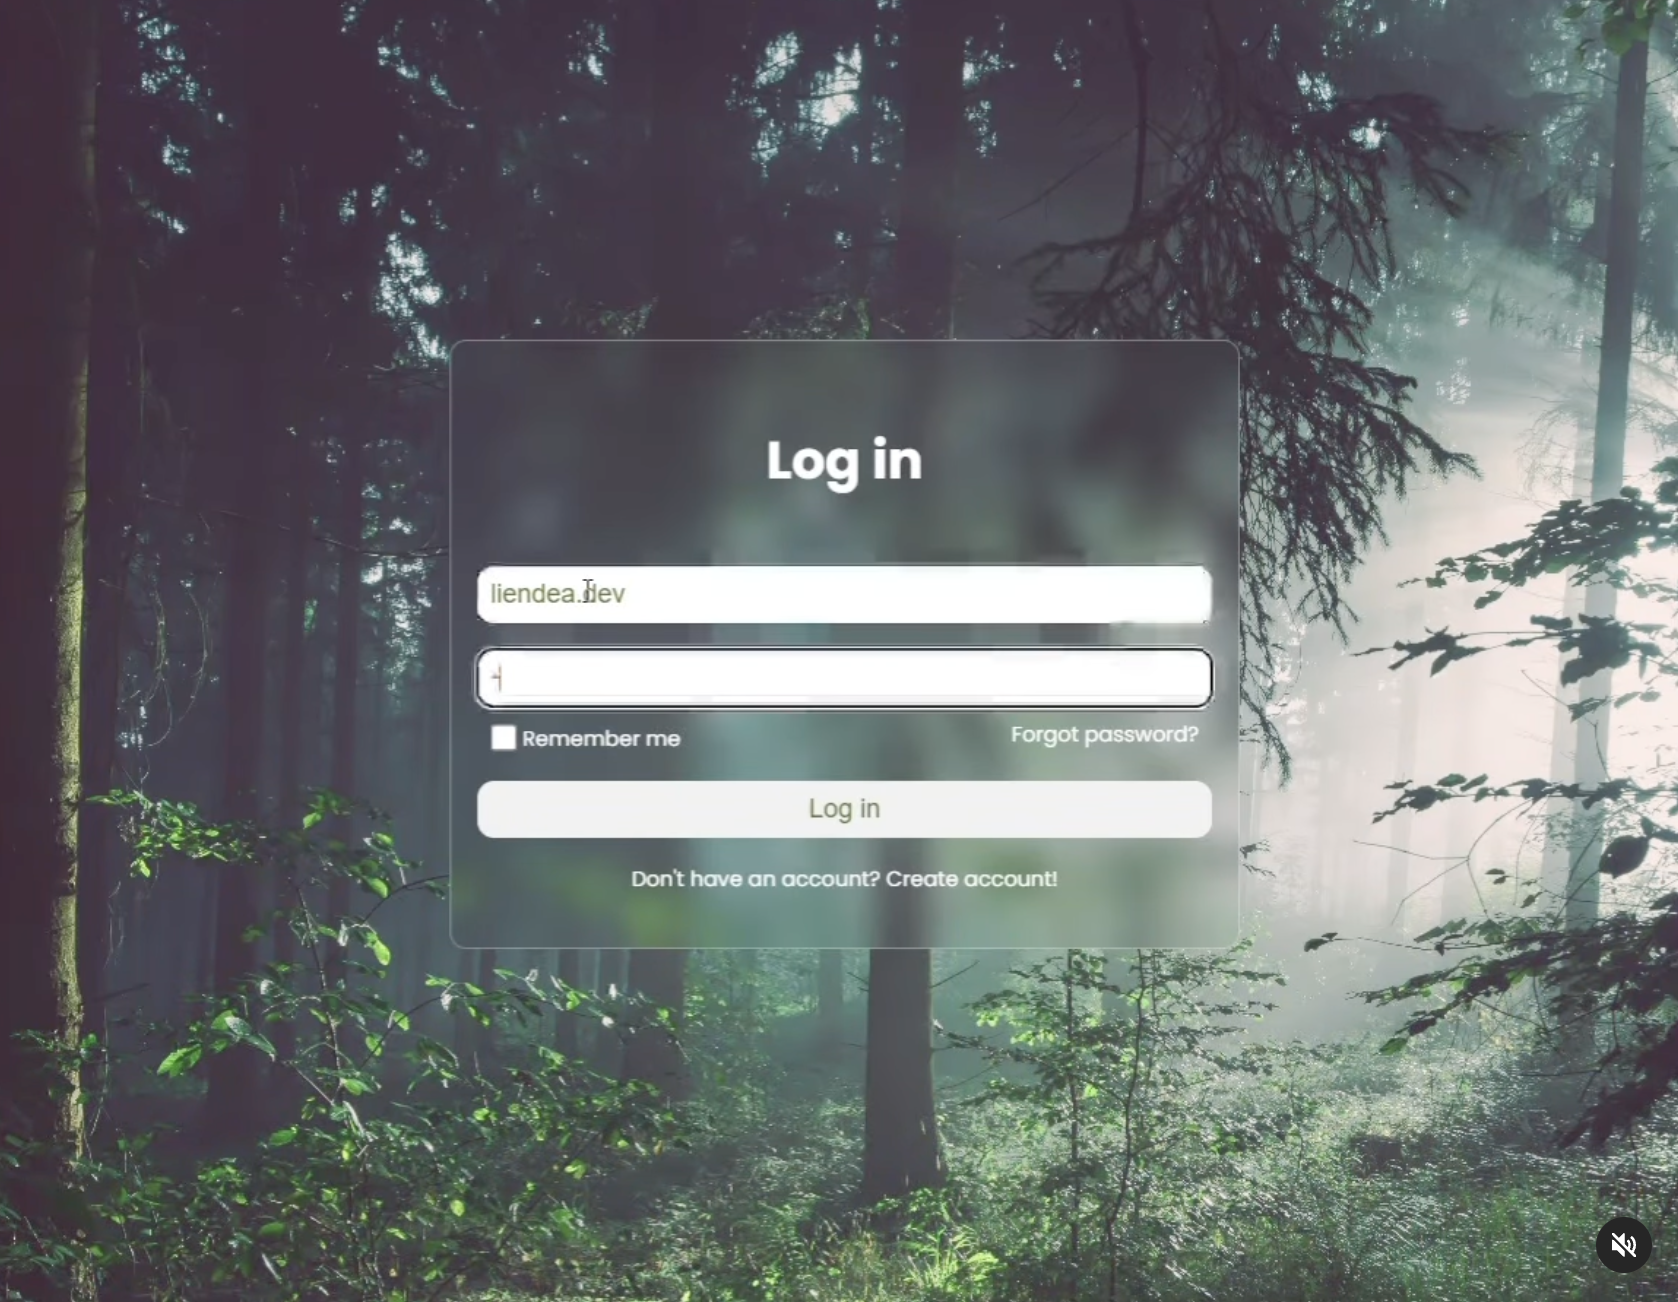 Log in
liendea.dev
Remember me
Forgot password?
Log in
Don't have an account? Create account!